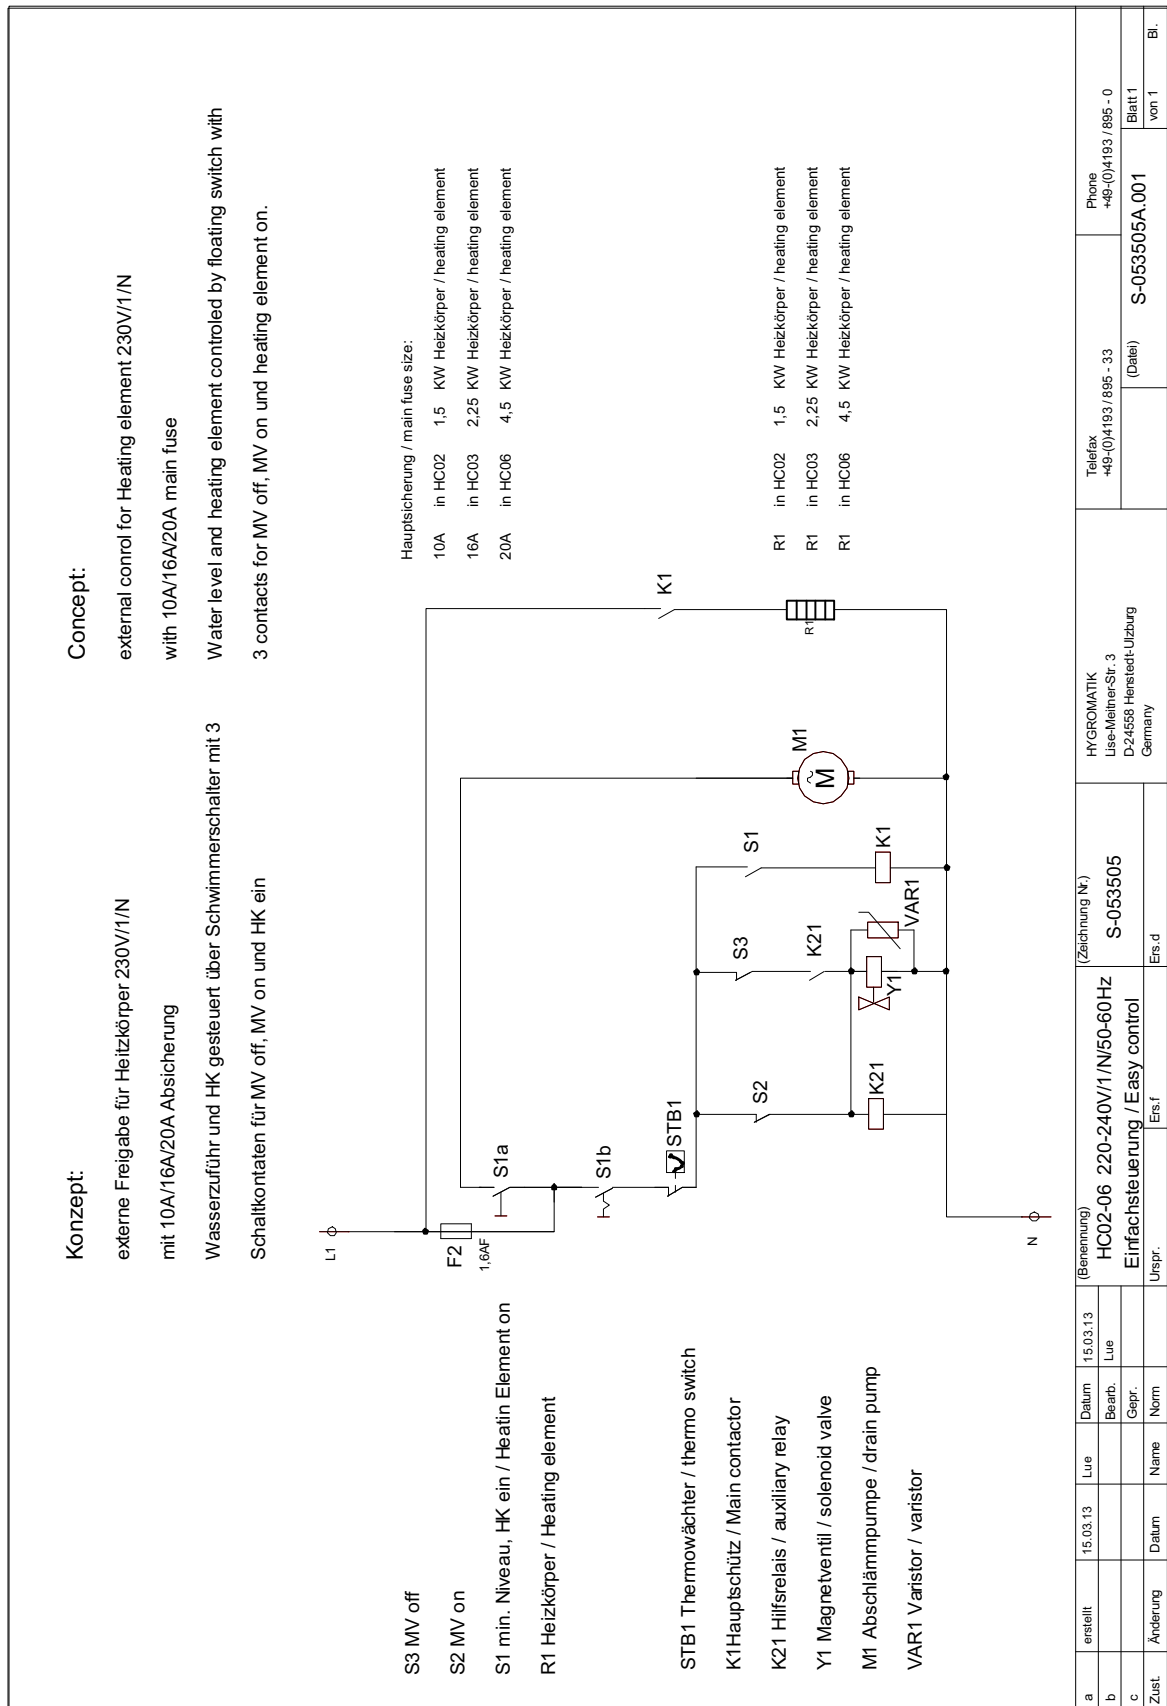 Konzept:
externe Freigabe für Heitzkörper 230V/1/N
mit 10A/16A/20A Absicherung
Wasserzuführ und HK gesteuert über Schwimmerschalter mit 3
Schaltkontaten für MV off, MV on und HK ein
Concept:
external conrol for Heating element 230V/1/N
with 10A/16A/20A main fuse
Water level and heating element controled by floating switch with
3 contacts for MV off, MV on und heating element on.
Hauptsicherung / main fuse size:
10A in HC02 1,5 KW Heizkörper / heating element
16A in HC03 2,25 KW Heizkörper / heating element
20A in HC06 4,5 KW Heizkörper / heating element
R1 in HC02 1,5 KW Heizkörper / heating element
R1 in HC03 2,25 KW Heizkörper / heating element
R1 in HC06 4,5 KW Heizkörper / heating element
L1
F2
1,6AF
S1a
S1b
STB1
S2
S3
S1
K21
K21
Y1
VAR1
K1
M1
M
~
K1
R1
N
S3 MV off
S2 MV on
S1 min. Niveau, HK ein / Heatin Element on
R1 Heizkörper / Heating element
STB1 Thermowächter / thermo switch
K1Hauptschütz / Main contactor
K21 Hilfsrelais / auxiliary relay
Y1 Magnetventil / solenoid valve
M1 Abschlämmpumpe / drain pump
VAR1 Varistor / varistor
a erstellt 15.03.13 Lue
b
c
Zust. Änderung Datum Name
Datum 15.03.13
Bearb. Lue
Gepr.
Norm
(Benennung)
HC02-06 220-240V/1/N/50-60Hz
Einfachsteuerung / Easy control
Urspr. Ers.f Ers.d
(Zeichnung Nr.)
S-053505
HYGROMATIK
Lise-Meitner-Str. 3
D-24558 Henstedt-Ulzburg
Germany
Telefax
+49-(0)4193 / 895 - 33
Phone
+49-(0)4193 / 895 - 0
(Datei)
S-053505A.001
Blatt 1
von 1 Bl.